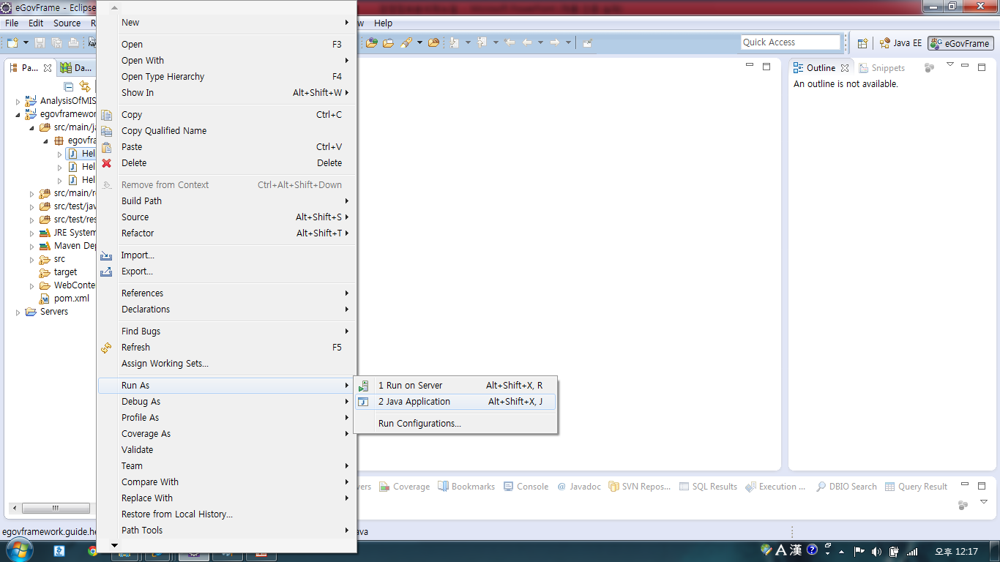 eGovFrame - Eclipse
File Edit Source
Help
Quick Access
Java EE
eGovFrame
Pa...
Da...
AnalysisOfMIS
egovframework
src/main/ja
egovfra
Hel
Hel
Hel
src/main/re
src/test/jav
src/test/res
JRE System
Maven Dep
src
target
WebConte
pom.xml
Servers
New
Open F3
Open With
Open Type Hierarchy F4
Show In Alt+Shift+W
Copy Ctrl+C
Copy Qualified Name
Paste Ctrl+V
Delete Delete
Remove from Context Ctrl+Alt+Shift+Down
Build Path
Source Alt+Shift+S
Refactor Alt+Shift+T
Import...
Export...
References
Declarations
Find Bugs
Refresh F5
Assign Working Sets...
Run As
Debug As
Profile As
Coverage As
Validate
Team
Compare With
Replace With
Restore from Local History...
Path Tools
1 Run on Server Alt+Shift+X, R
2 Java Application Alt+Shift+X, J
Run Configurations...
Outline
Snippets
An outline is not available.
vers Coverage Bookmarks Console Javadoc SVN Repos... SQL Results Execution ... DBIO Search Query Result
egovframework.guide.he
ava
A 漢
오후 12:17